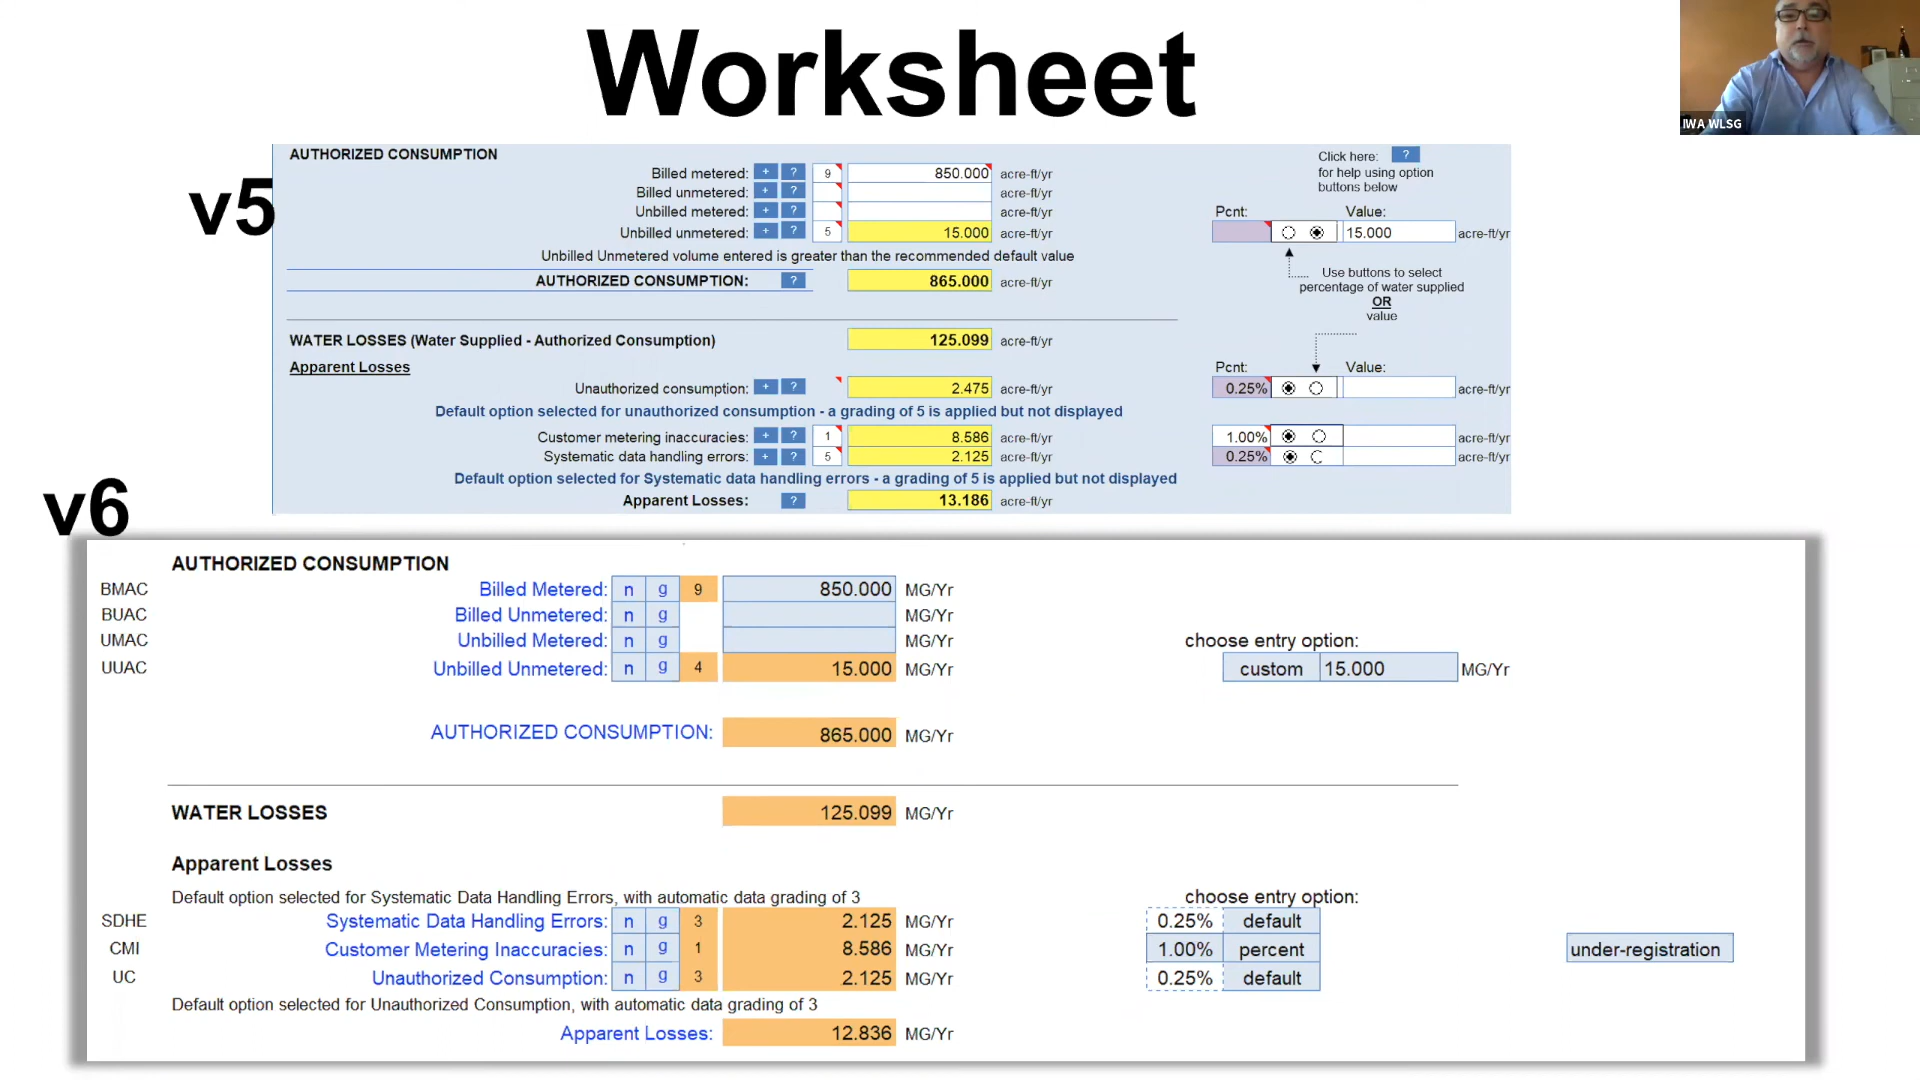 Worksheet
IWA WLSG
v5
AUTHORIZED CONSUMPTION
Click here: ?
for help using option
buttons below
Billed metered: + ? 9 850.000 acre-ft/yr
Billed unmetered: + ? acre-ft/yr
Unbilled metered: + ? acre-ft/yr
Pcnt: Value:
Unbilled unmetered: + ? 5 15.000 acre-ft/yr 15.000 acre-ft/yr
Unbilled Unmetered volume entered is greater than the recommended default value
AUTHORIZED CONSUMPTION: ? 865.000 acre-ft/yr
Use buttons to select
percentage of water supplied
OR
value
WATER LOSSES (Water Supplied - Authorized Consumption) 125.099 acre-ft/yr
Apparent Losses
Pcnt: Value:
Unauthorized consumption: + ? 2.475 acre-ft/yr 0.25% acre-ft/yr
Default option selected for unauthorized consumption - a grading of 5 is applied but not displayed
Customer metering inaccuracies: + ? 1 8.586 acre-ft/yr 1.00% acre-ft/yr
Systematic data handling errors: + ? 5 2.125 acre-ft/yr 0.25% acre-ft/yr
Default option selected for Systematic data handling errors - a grading of 5 is applied but not displayed
Apparent Losses: ? 13.186 acre-ft/yr
v6
AUTHORIZED CONSUMPTION
BMAC Billed Metered: n g 9 850.000 MG/Yr
BUAC Billed Unmetered: n g MG/Yr
UMAC Unbilled Metered: n g MG/Yr choose entry option:
UUAC Unbilled Unmetered: n g 4 15.000 MG/Yr custom 15.000 MG/Yr
AUTHORIZED CONSUMPTION: 865.000 MG/Yr
WATER LOSSES 125.099 MG/Yr
Apparent Losses
Default option selected for Systematic Data Handling Errors, with automatic data grading of 3 choose entry option:
SDHE Systematic Data Handling Errors: n g 3 2.125 MG/Yr 0.25% default
CMI Customer Metering Inaccuracies: n g 1 8.586 MG/Yr 1.00% percent under-registration
UC Unauthorized Consumption: n g 3 2.125 MG/Yr 0.25% default
Default option selected for Unauthorized Consumption, with automatic data grading of 3
Apparent Losses: 12.836 MG/Yr